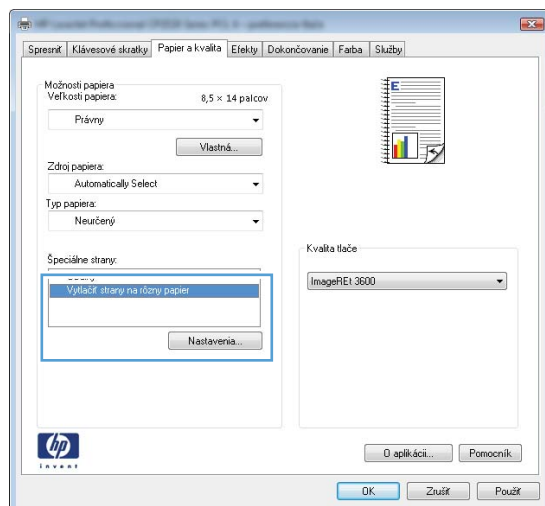 Spresniť Klávesové skratky Papier a kvalita Efekty Dokončovanie Farba Služby
Možnosti papiera
Veľkosti papiera: 8,5 × 14 palcov
Právny
Vlastná...
Zdroj papiera:
Automatically Select
Typ papiera:
Neurčený
Špeciálne strany:
Vytlačiť strany na rôzny papier
Nastavenia...
E
Kvalita tlače
ImageREt 3600
hp
invent
O aplikácii... Pomocník
OK Zrušiť Použiť